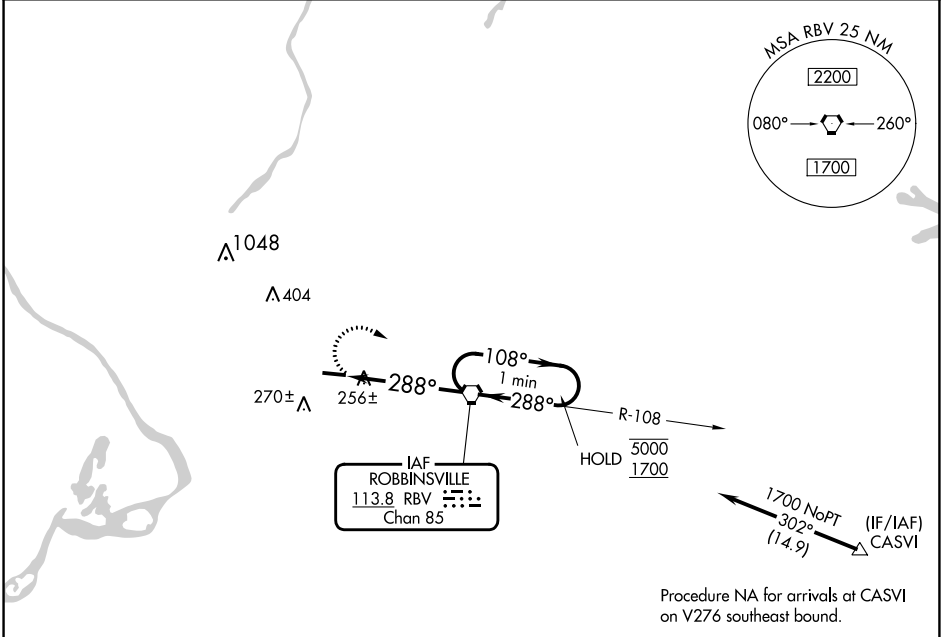 MSA RBV 25 NM
2200
080°
260°
1700
1048
404
108°
1 min
288°
288°
270±
256±
R-108
HOLD
5000
1700
IAF
ROBBINSVILLE
113.8 RBV
Chan 85
1700 NoPT
302°
(14.9)
(IF/IAF)
CASVI
Procedure NA for arrivals at CASVI
on V276 southeast bound.